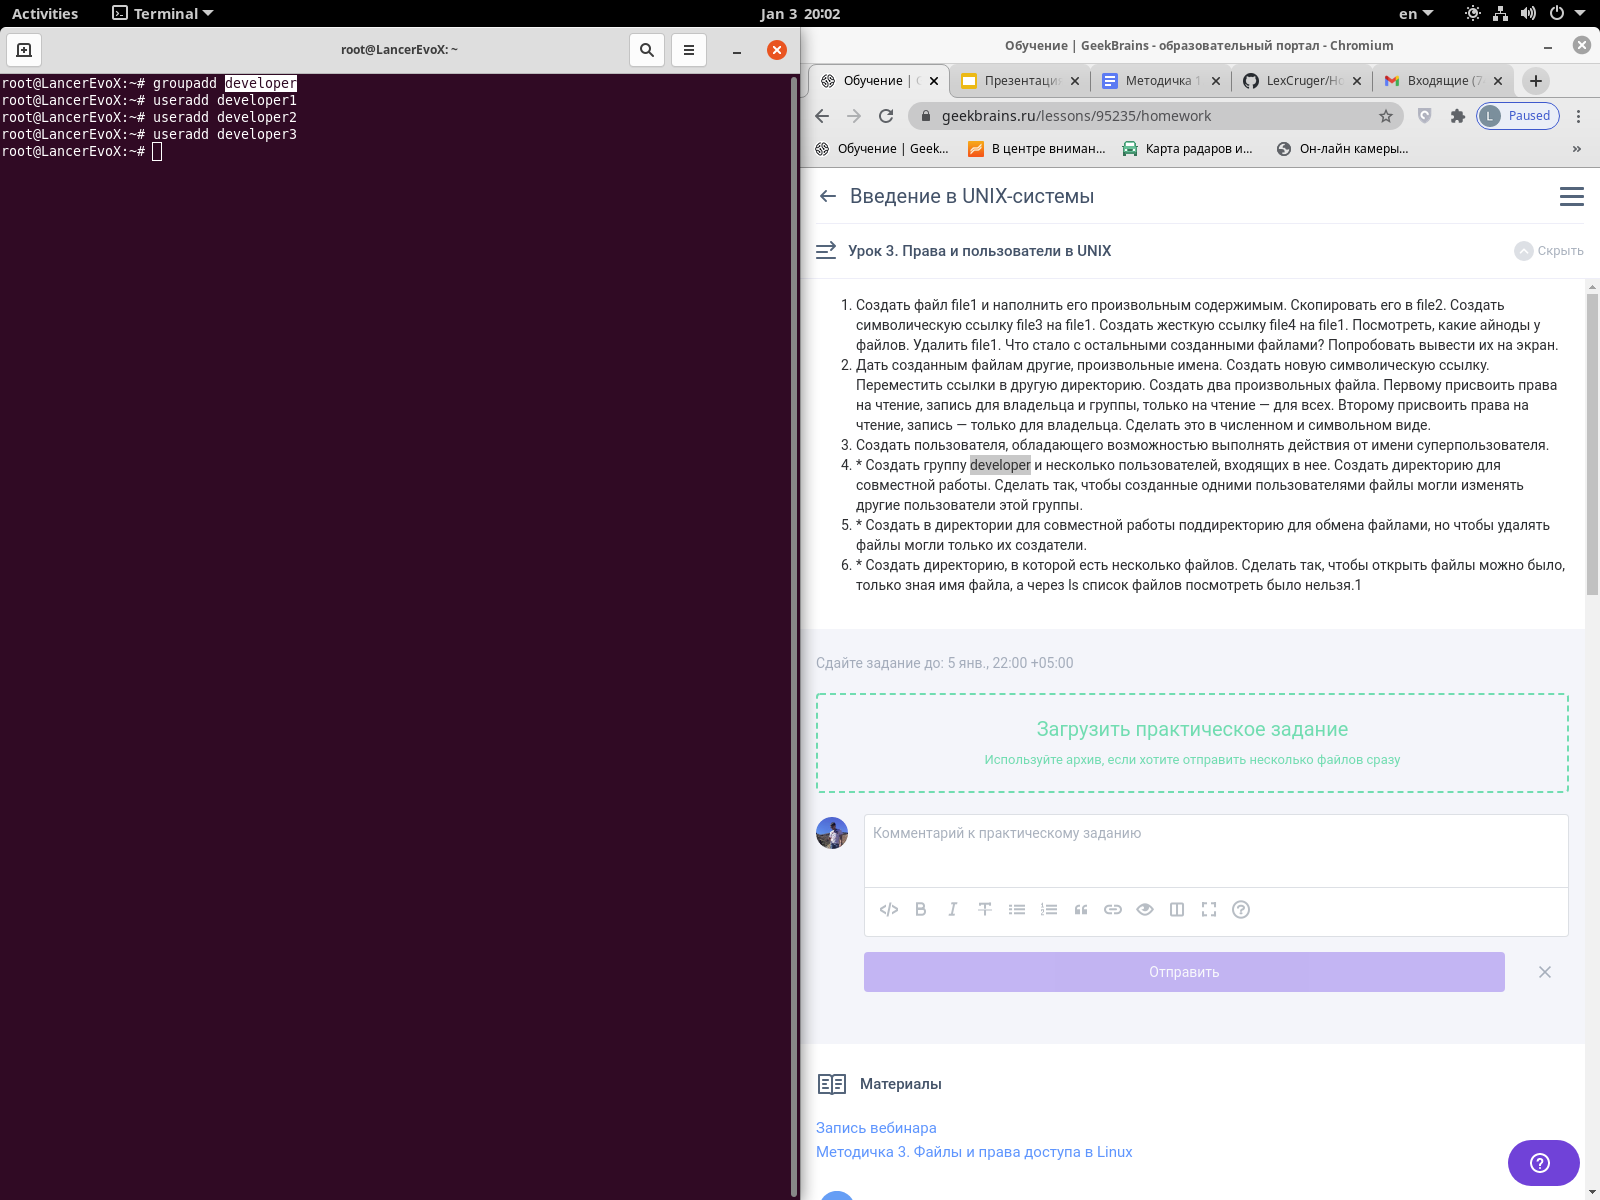 Activities
Terminal
Jan 3 20:02
en
root@LancerEvoX: ~
root@LancerEvoX:~# groupadd developer
root@LancerEvoX:~# useradd developer1
root@LancerEvoX:~# useradd developer2
root@LancerEvoX:~# useradd developer3
root@LancerEvoX:~#
Обучение | GeekBrains - образовательный портал - Chromium
Обучение |
Презентаци
Методичка 1
LexCruger/Ho
Входящие (7
geekbrains.ru/lessons/95235/homework
L Paused
Обучение | Geek...
В центре вниман...
Карта радаров и...
Он-лайн камеры...
»
Введение в UNIX-системы
Урок 3. Права и пользователи в UNIX
Скрыть
1. Создать файл file1 и наполнить его произвольным содержимым. Скопировать его в file2. Создать
символическую ссылку file3 на file1. Создать жесткую ссылку file4 на file1. Посмотреть, какие айноды у
файлов. Удалить file1. Что стало с остальными созданными файлами? Попробовать вывести их на экран.
2. Дать созданным файлам другие, произвольные имена. Создать новую символическую ссылку.
Переместить ссылки в другую директорию. Создать два произвольных файла. Первому присвоить права
на чтение, запись для владельца и группы, только на чтение — для всех. Второму присвоить права на
чтение, запись — только для владельца. Сделать это в численном и символьном виде.
3. Создать пользователя, обладающего возможностью выполнять действия от имени суперпользователя.
4. * Создать группу developer и несколько пользователей, входящих в нее. Создать директорию для
совместной работы. Сделать так, чтобы созданные одними пользователями файлы могли изменять
другие пользователи этой группы.
5. * Создать в директории для совместной работы поддиректорию для обмена файлами, но чтобы удалять
файлы могли только их создатели.
6. * Создать директорию, в которой есть несколько файлов. Сделать так, чтобы открыть файлы можно было,
только зная имя файла, а через ls список файлов посмотреть было нельзя.1
Сдайте задание до: 5 янв., 22:00 +05:00
Загрузить практическое задание
Используйте архив, если хотите отправить несколько файлов сразу
Комментарий к практическому заданию
Отправить
Материалы
Запись вебинара
Методичка 3. Файлы и права доступа в Linux